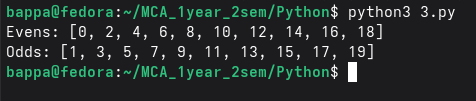 bappa@fedora:~/MCA_1year_2sem/Python$ python3 3.py
Evens: [0, 2, 4, 6, 8, 10, 12, 14, 16, 18]
Odds: [1, 3, 5, 7, 9, 11, 13, 15, 17, 19]
bappa@fedora:~/MCA_1year_2sem/Python$